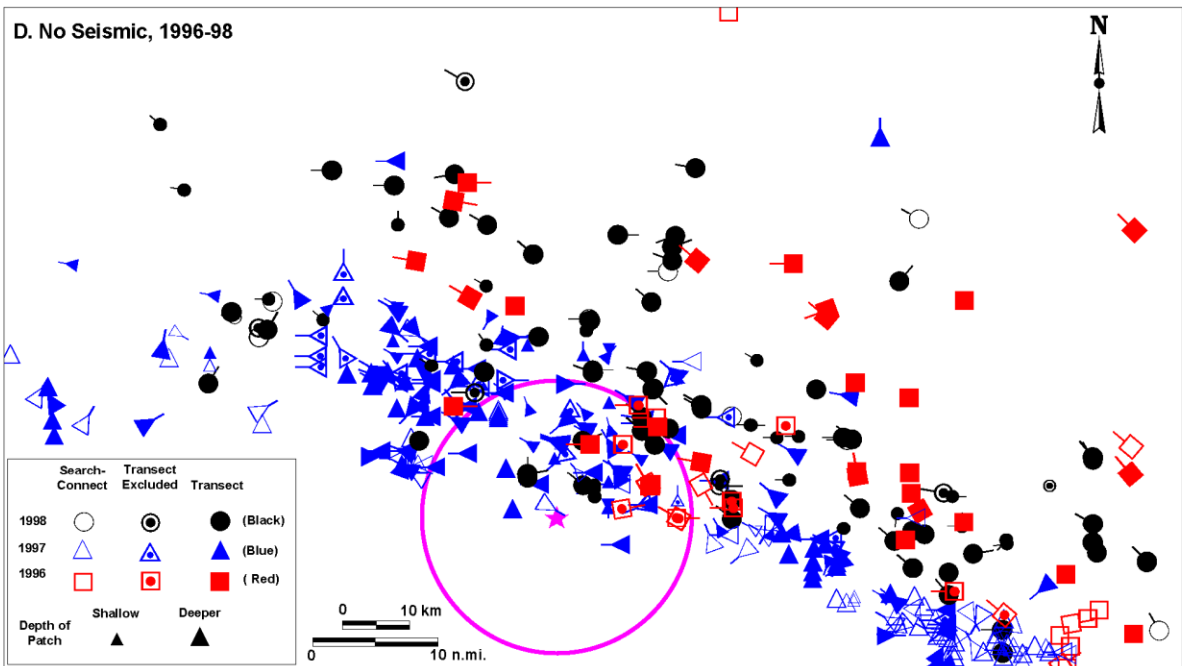 D. No Seismic, 1996-98
N
Search-
Connect
Transect
Excluded
Transect
1998
(Black)
1997
(Blue)
1996
( Red)
Shallow
Deeper
Depth of
Patch
0 10 km
0 10 n.mi.